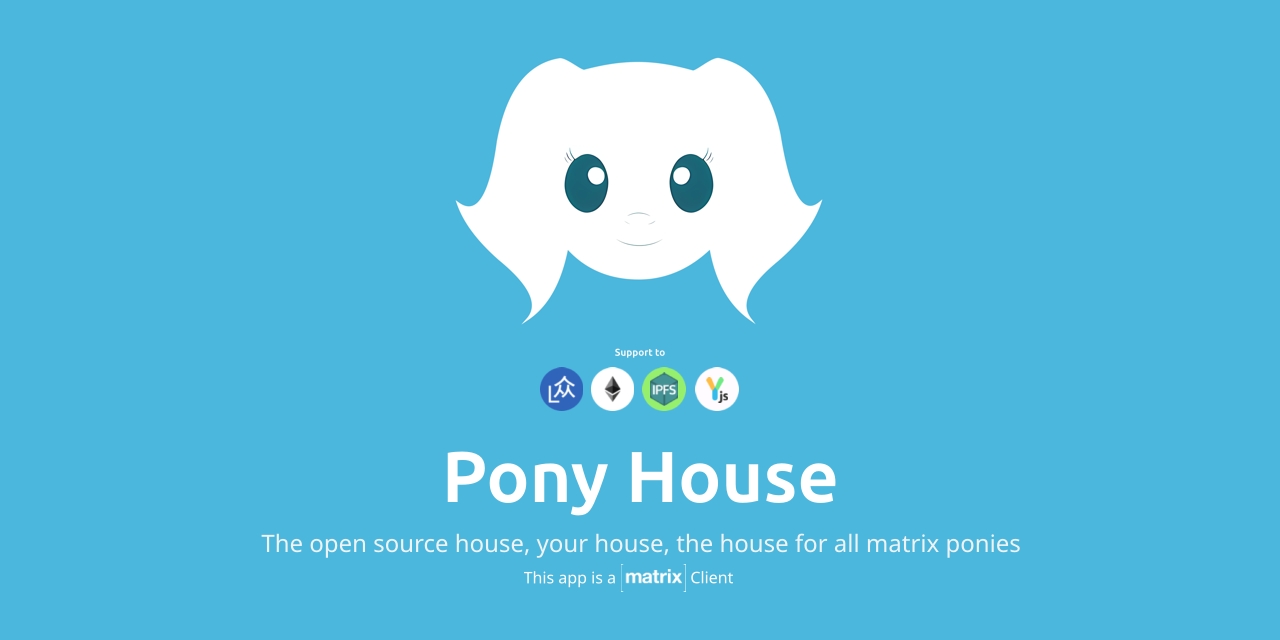 Support to
IPFS
Yjs
Pony House
The open source house, your house, the house for all matrix ponies
This app is a [matrix] Client